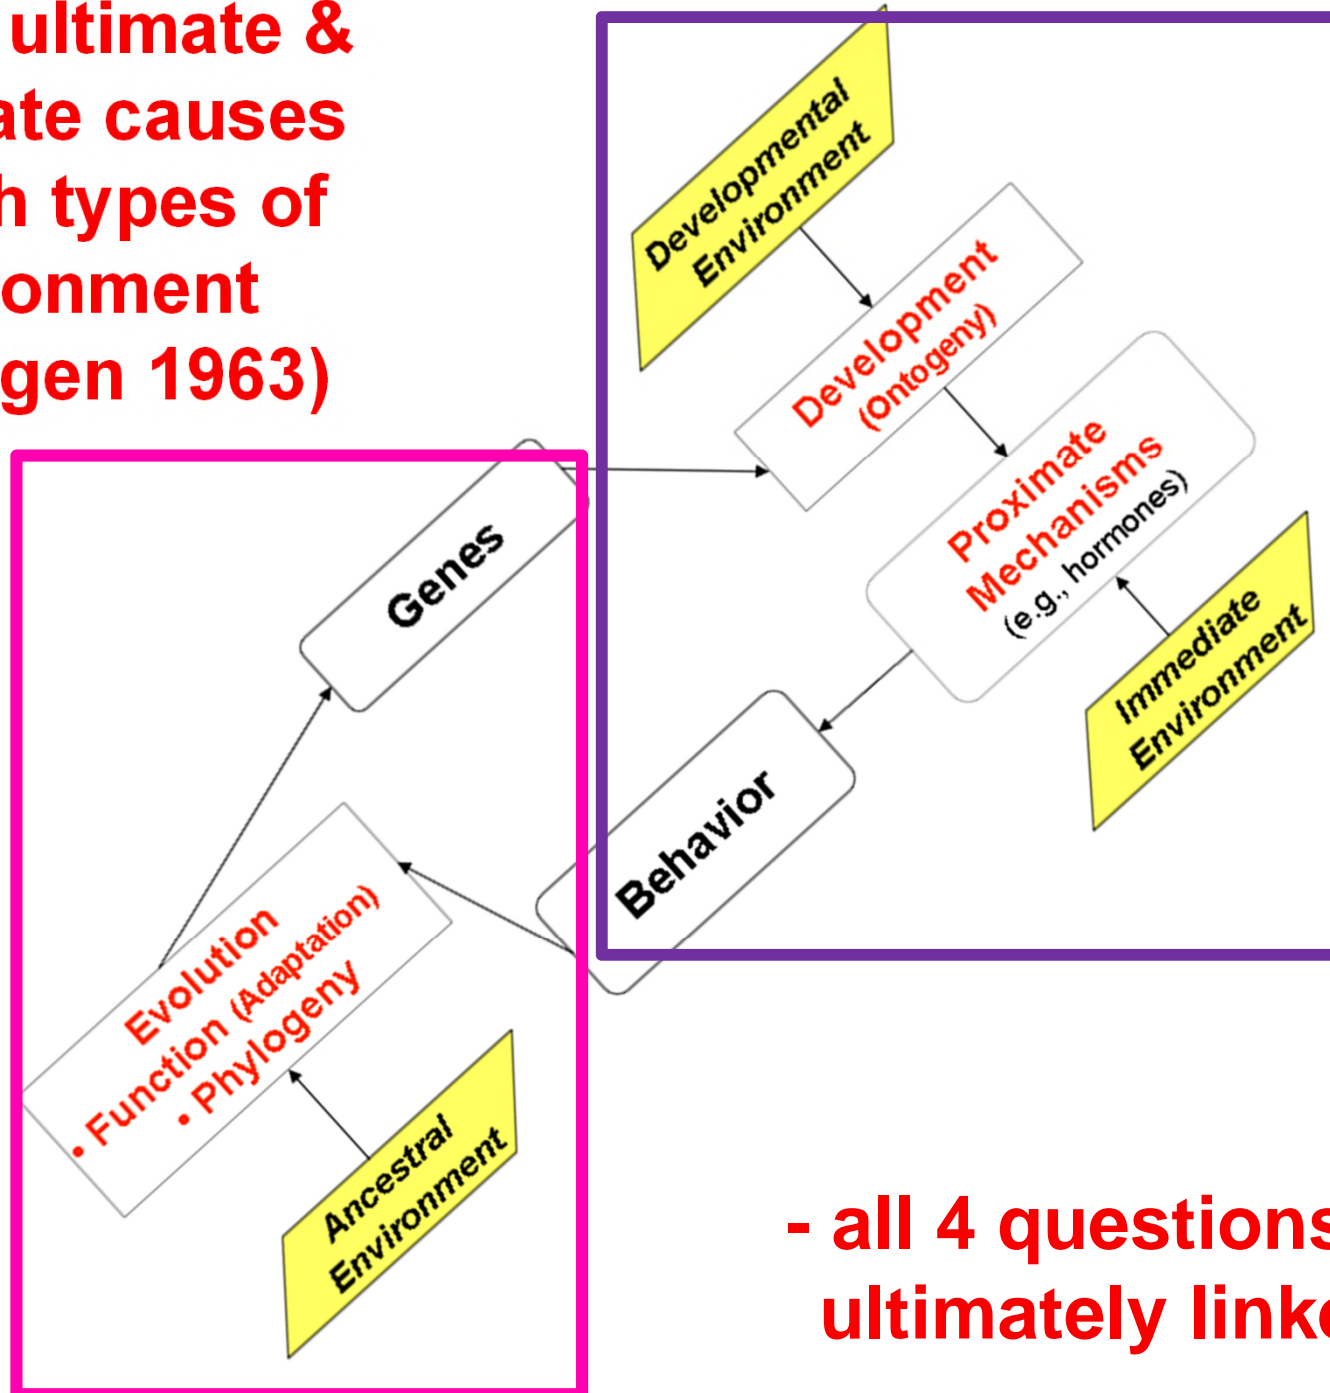 ultimate &
ate causes
h types of
onment
gen 1963)
Developmental
Environment
Development
(Ontogeny)
Proximate
Mechanisms
(e.g., hormones)
Immediate
Environment
Genes
Behavior
Evolution
• Function (Adaptation)
• Phylogeny
Ancestral
Environment
- all 4 questions
ultimately linke